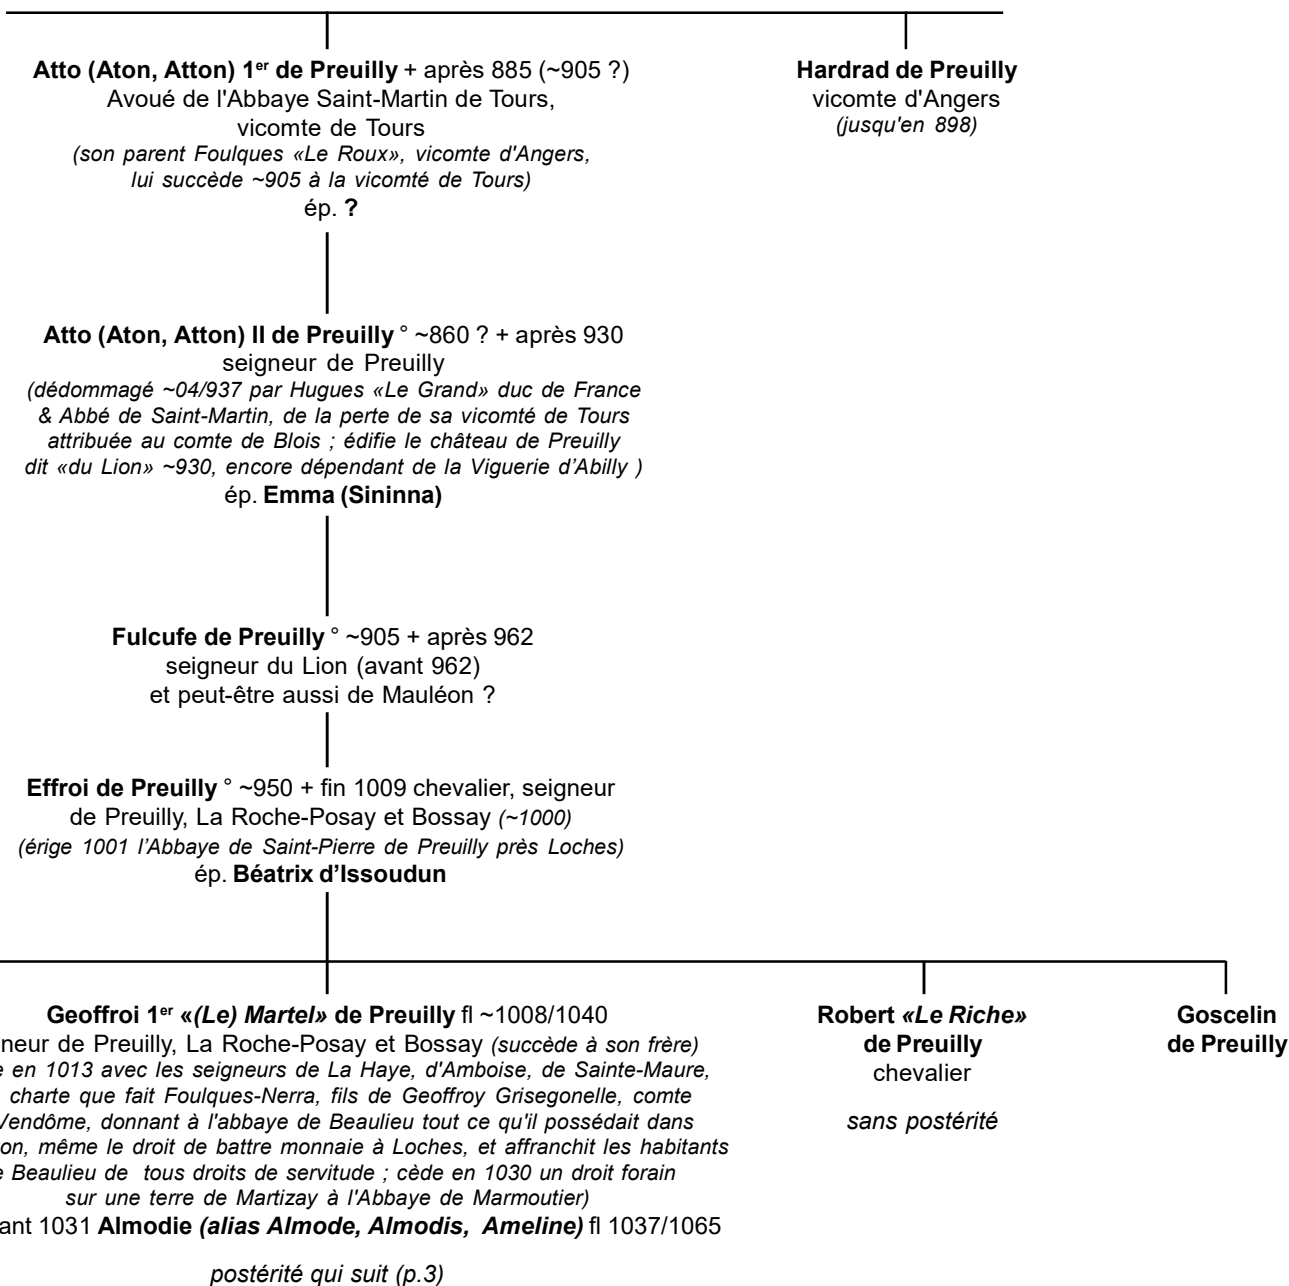 Atto (Aton, Atton) 1er de Preuilly + après 885 (~905 ?)
Avoué de l'Abbaye Saint-Martin de Tours,
vicomte de Tours
(son parent Foulques «Le Roux», vicomte d'Angers,
lui succède ~905 à la vicomté de Tours)
ép. ?
Hardrad de Preuilly
vicomte d'Angers
(jusqu'en 898)
Atto (Aton, Atton) II de Preuilly ° ~860 ? + après 930
seigneur de Preuilly
(dédommagé ~04/937 par Hugues «Le Grand» duc de France
& Abbé de Saint-Martin, de la perte de sa vicomté de Tours
attribuée au comte de Blois ; édifie le château de Preuilly
dit «du Lion» ~930, encore dépendant de la Viguerie d’Abilly )
ép. Emma (Sininna)
Fulcufe de Preuilly ° ~905 + après 962
seigneur du Lion (avant 962)
et peut-être aussi de Mauléon ?
Effroi de Preuilly ° ~950 + fin 1009 chevalier, seigneur
de Preuilly, La Roche-Posay et Bossay (~1000)
(érige 1001 l’Abbaye de Saint-Pierre de Preuilly près Loches)
ép. Béatrix d’Issoudun
Geoffroi 1er «(Le) Martel» de Preuilly fl ~1008/1040
neur de Preuilly, La Roche-Posay et Bossay (succède à son frère)
e en 1013 avec les seigneurs de La Haye, d'Amboise, de Sainte-Maure,
charte que fait Foulques-Nerra, fils de Geoffroy Grisegonelle, comte
Vendôme, donnant à l'abbaye de Beaulieu tout ce qu'il possédait dans
on, même le droit de battre monnaie à Loches, et affranchit les habitants
e Beaulieu de tous droits de servitude ; cède en 1030 un droit forain
sur une terre de Martizay à l'Abbaye de Marmoutier)
ant 1031 Almodie (alias Almode, Almodis, Ameline) fl 1037/1065
postérité qui suit (p.3)
Robert «Le Riche»
de Preuilly
chevalier
sans postérité
Goscelin
de Preuilly